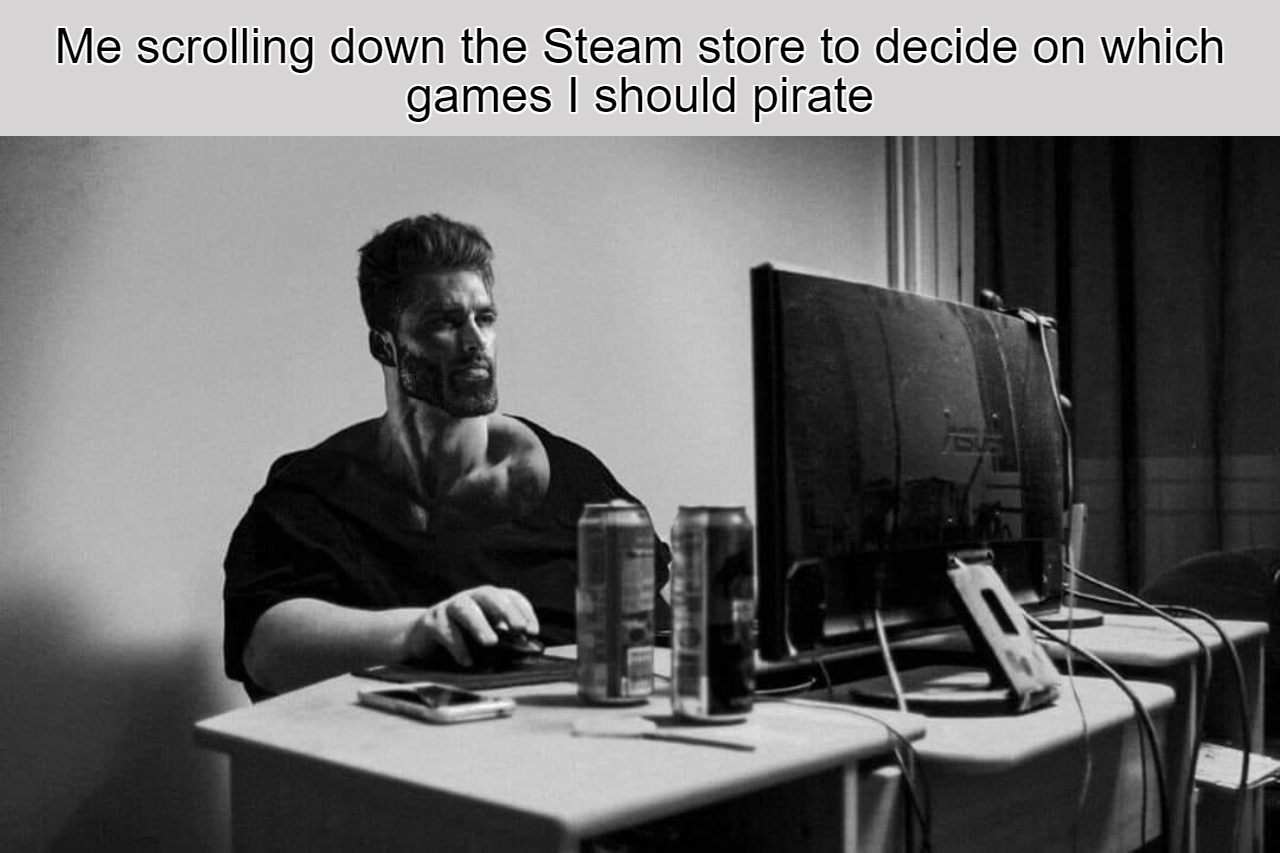 Me scrolling down the Steam store to decide on which
games I should pirate